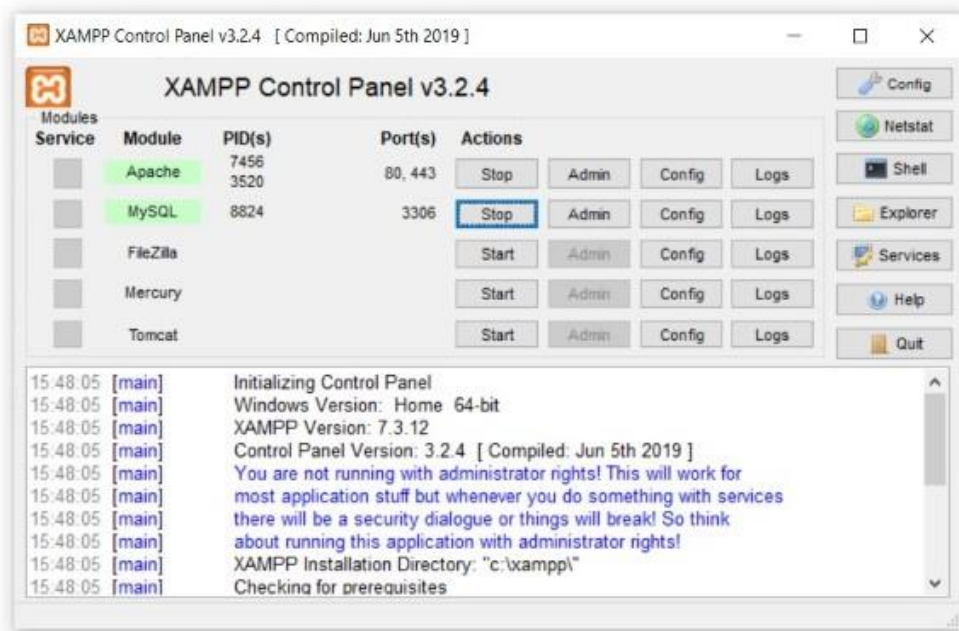 XAMPP Control Panel v3.2.4 [ Compiled: Jun 5th 2019 ]
XAMPP Control Panel v3.2.4
Config
Modules
Service Module PID(s) Port(s) Actions
Netstat
Apache 7456 3520 80, 443 Stop Admin Config Logs
Shell
MySQL 8824 3306 Stop Admin Config Logs
Explorer
FileZilla Start Admin Config Logs
Services
Mercury Start Admin Config Logs
Help
Tomcat Start Admin Config Logs
Quit
15:48:05 [main] Initializing Control Panel
15:48:05 [main] Windows Version: Home 64-bit
15:48:05 [main] XAMPP Version: 7.3.12
15:48:05 [main] Control Panel Version: 3.2.4 [ Compiled: Jun 5th 2019 ]
15:48:05 [main] You are not running with administrator rights! This will work for
15:48:05 [main] most application stuff but whenever you do something with services
15:48:05 [main] there will be a security dialogue or things will break! So think
15:48:05 [main] about running this application with administrator rights!
15:48:05 [main] XAMPP Installation Directory: "c:\xampp\"
15:48:05 [main] Checking for prerequisites